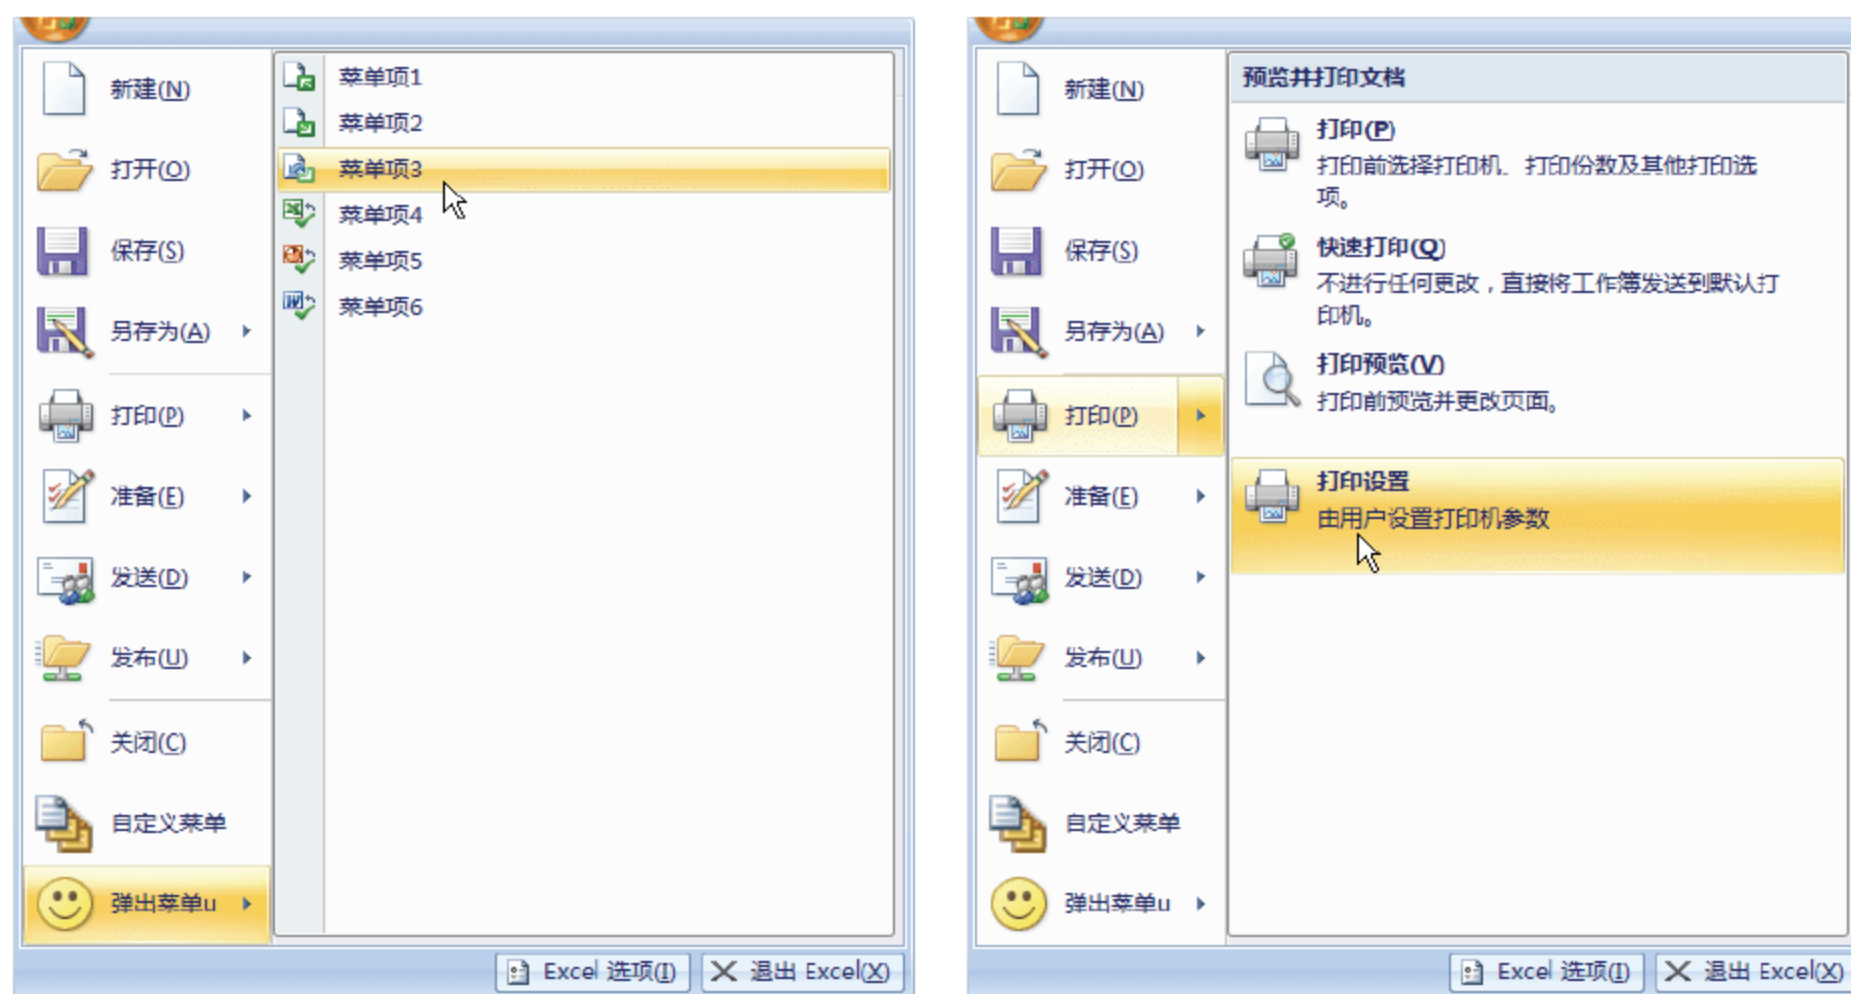 新建(N)
打开(O)
保存(S)
另存为(A)
打印(P)
准备(E)
发送(D)
发布(U)
关闭(C)
自定义菜单
弹出菜单u
菜单项1
菜单项2
菜单项3
菜单项4
菜单项5
菜单项6
Excel 选项(I)
退出 Excel(X)
新建(N)
打开(O)
保存(S)
另存为(A)
打印(P)
准备(E)
发送(D)
发布(U)
关闭(C)
自定义菜单
弹出菜单u
预览并打印文档
打印(P)
打印前选择打印机、打印份数及其他打印选
项。
快速打印(Q)
不进行任何更改，直接将工作簿发送到默认打
印机。
打印预览(V)
打印前预览并更改页面。
打印设置
由用户设置打印机参数
Excel 选项(I)
退出 Excel(X)